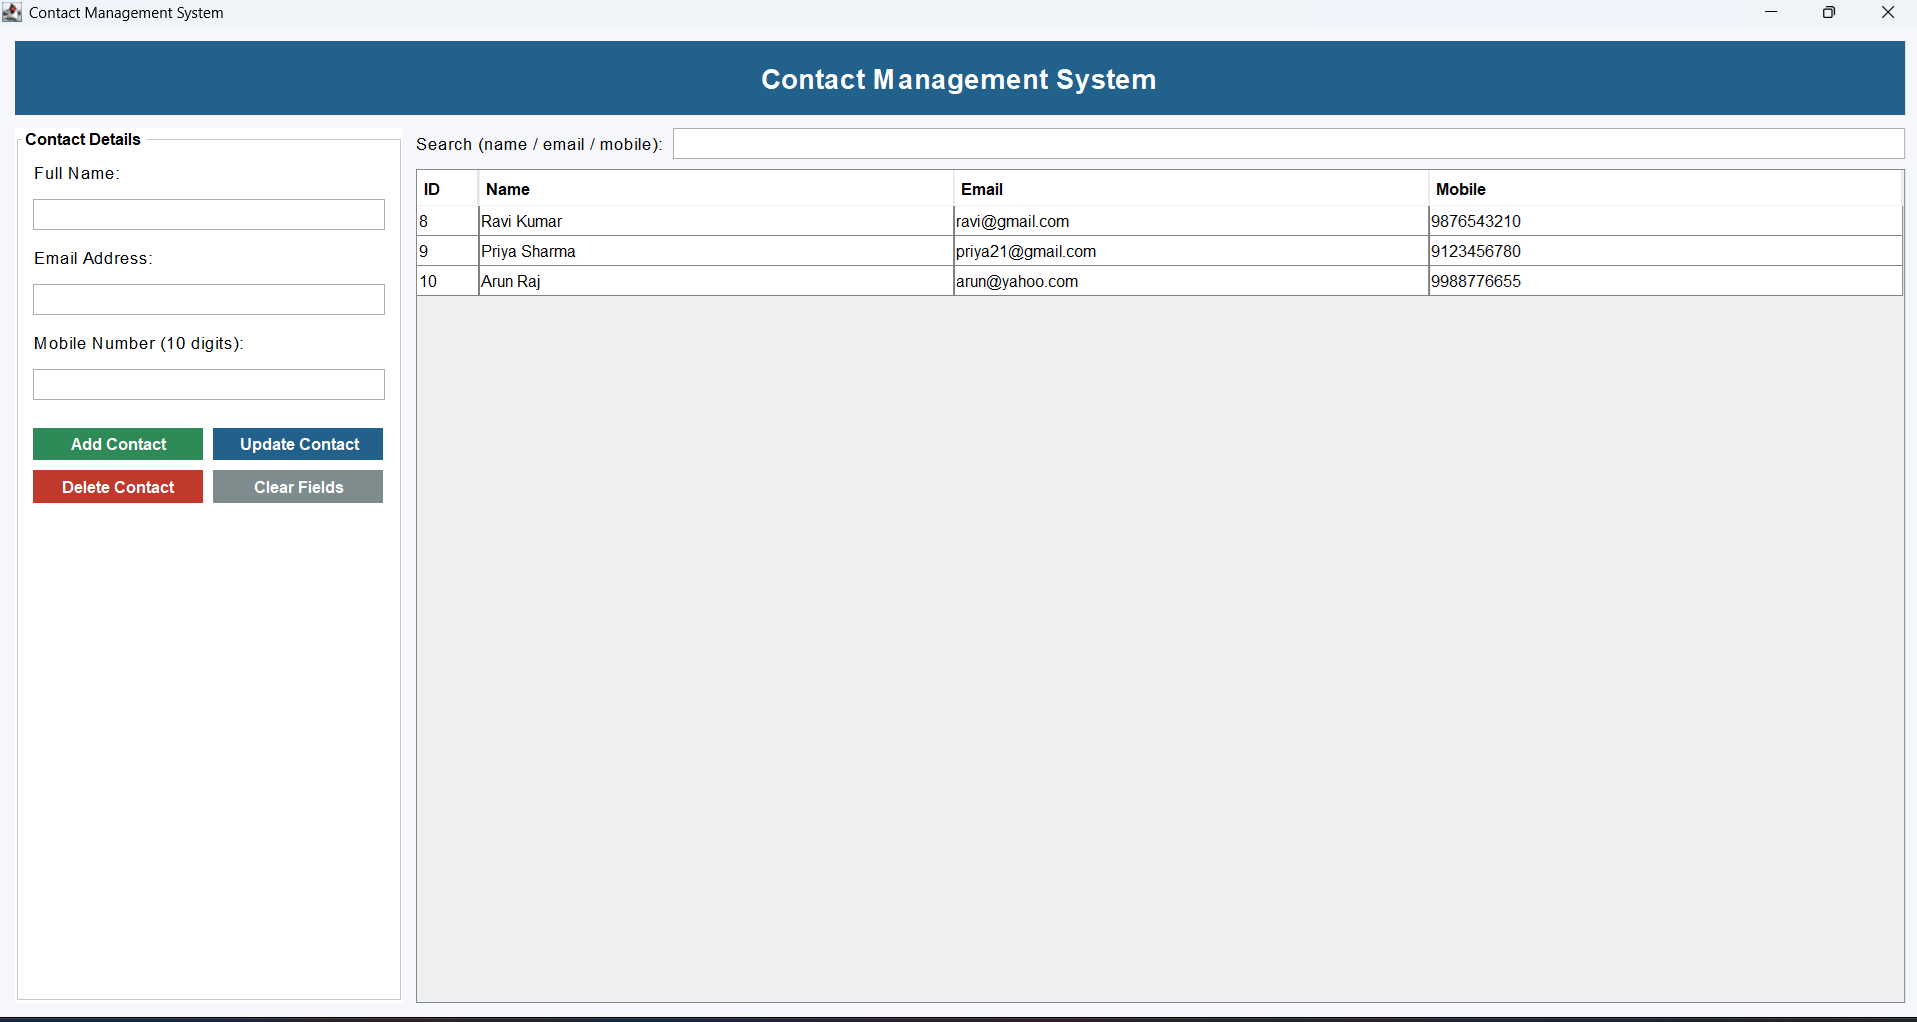 Contact Management System
Contact Management System
Contact Details
Full Name:
Email Address:
Mobile Number (10 digits):
Add Contact Update Contact
Delete Contact Clear Fields
Search (name / email / mobile):
ID Name Email Mobile
8 Ravi Kumar ravi@gmail.com 9876543210
9 Priya Sharma priya21@gmail.com 9123456780
10 Arun Raj arun@yahoo.com 9988776655